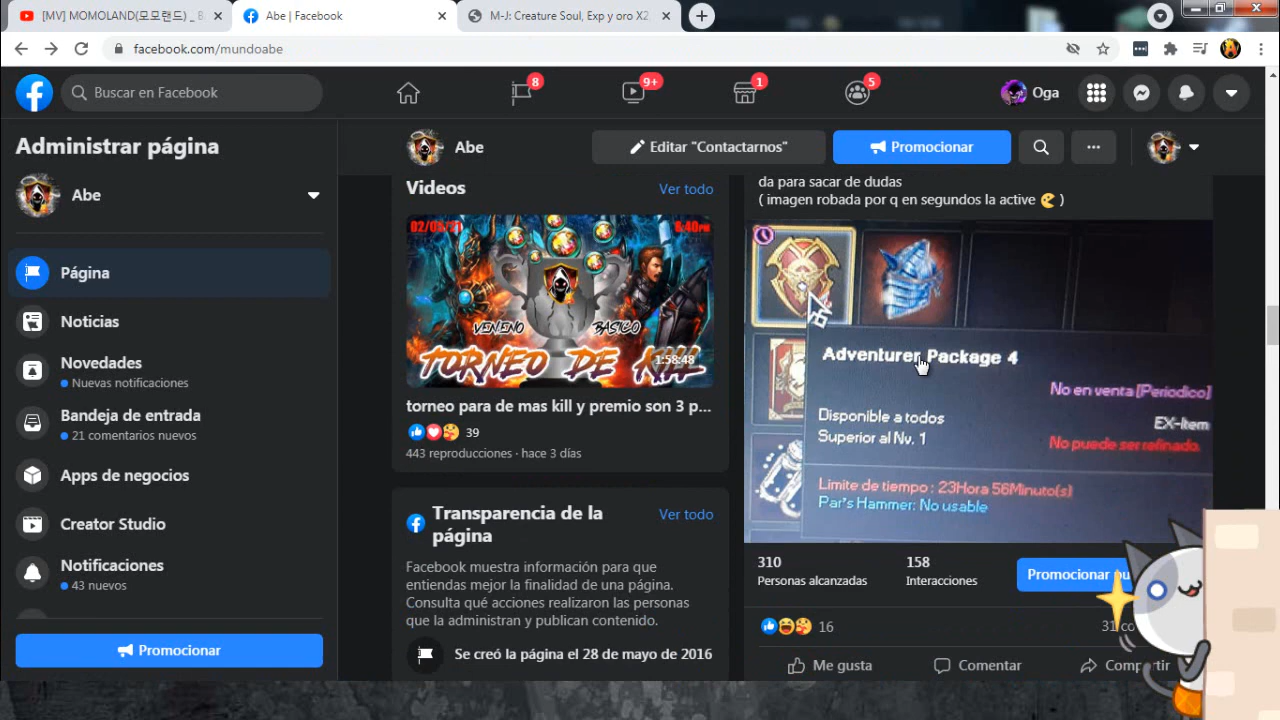 [MV] MOMOLAND(모모랜드) _ B
Abe | Facebook
M-J: Creature Soul, Exp y oro X2
facebook.com/mundoabe
Buscar en Facebook
8
9+
1
5
Oga
Administrar página
Abe
Abe
Editar "Contactarnos"
Promocionar
Página
Noticias
Novedades
Nuevas notificaciones
Bandeja de entrada
21 comentarios nuevos
Apps de negocios
Creator Studio
Notificaciones
43 nuevos
Promocionar
Videos
Ver todo
VENENO
BASICO
TORNEO DE KILL
1:58:48
torneo para de mas kill y premio son 3 p...
39
443 reproducciones · hace 3 días
Transparencia de la
página
Ver todo
Facebook muestra información para que
entiendas mejor la finalidad de una página.
Consulta qué acciones realizaron las personas
que la administran y publican contenido.
Se creó la página el 28 de mayo de 2016
da para sacar de dudas
( imagen robada por q en segundos la active )
Adventurer Package 4
No en venta [Periodico]
Disponible a todos
EX-Item
Superior al Nv. 1
No puede ser refinado.
Limite de tiempo : 23Hora 56Minuto(s)
Par's Hammer: No usable
310
Personas alcanzadas
158
Interacciones
Promocionar
16
31 co
Me gusta
Comentar
Compartir